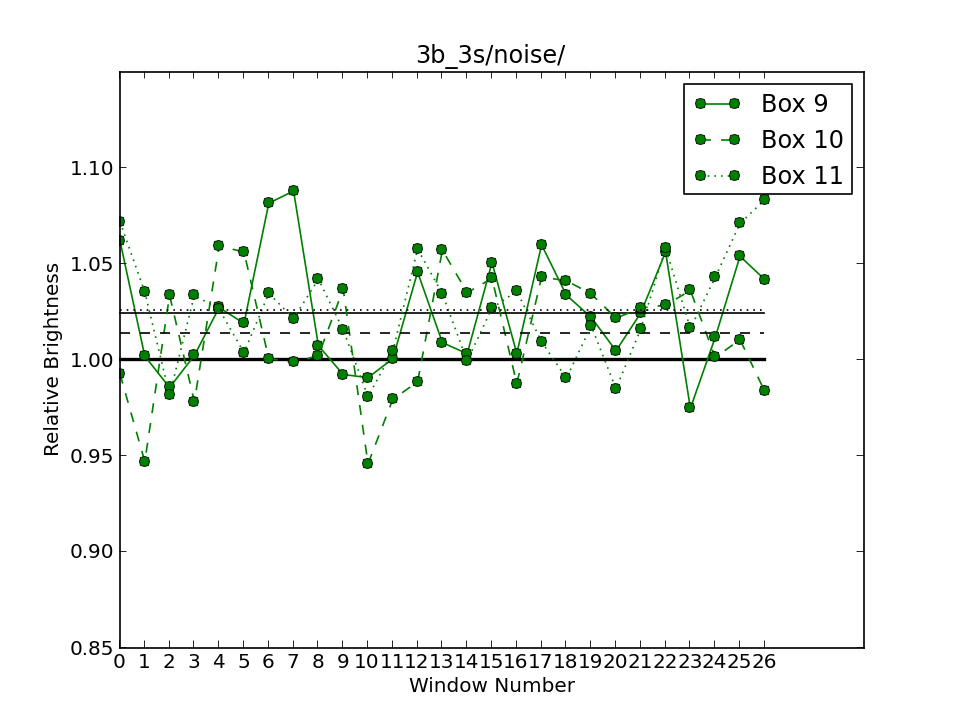 3b_3s/noise/
Box 9
Box 10
Box 11
1.10
1.05
1.00
0.95
0.90
0.85
Relative Brightness
0 1 2 3 4 5 6 7 8 9 10 11 12 13 14 15 16 17 18 19 20 21 22 23 24 25 26
Window Number